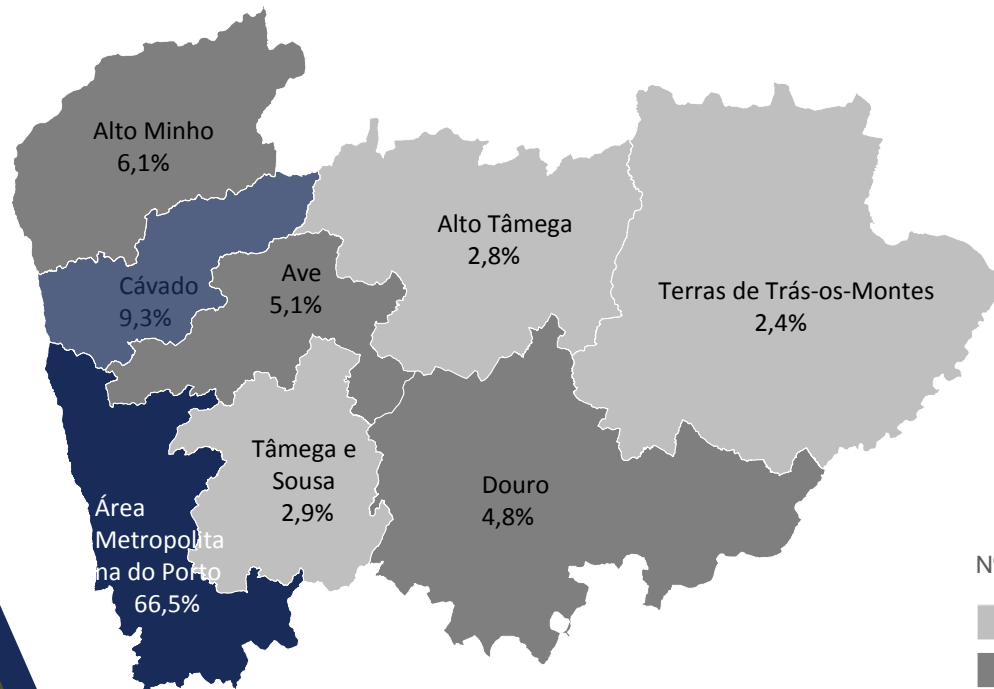 Alto Minho
6,1%
Cávado
9,3%
Ave
5,1%
Alto Tâmega
2,8%
Terras de Trás-os-Montes
2,4%
Tâmega e
Sousa
2,9%
Douro
4,8%
Área
Metropolita
na do Porto
66,5%